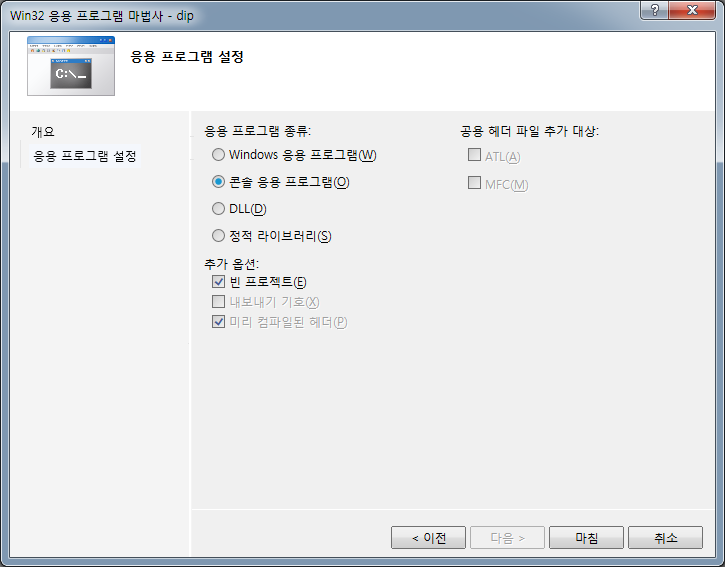 Win32 응용 프로그램 마법사 - dip
C:\_
응용 프로그램 설정
개요
응용 프로그램 설정
응용 프로그램 종류:
Windows 응용 프로그램(W)
콘솔 응용 프로그램(O)
DLL(D)
정적 라이브러리(S)
추가 옵션:
빈 프로젝트(E)
내보내기 기호(X)
미리 컴파일된 헤더(P)
공용 헤더 파일 추가 대상:
ATL(A)
MFC(M)
< 이전
다음 >
마침
취소